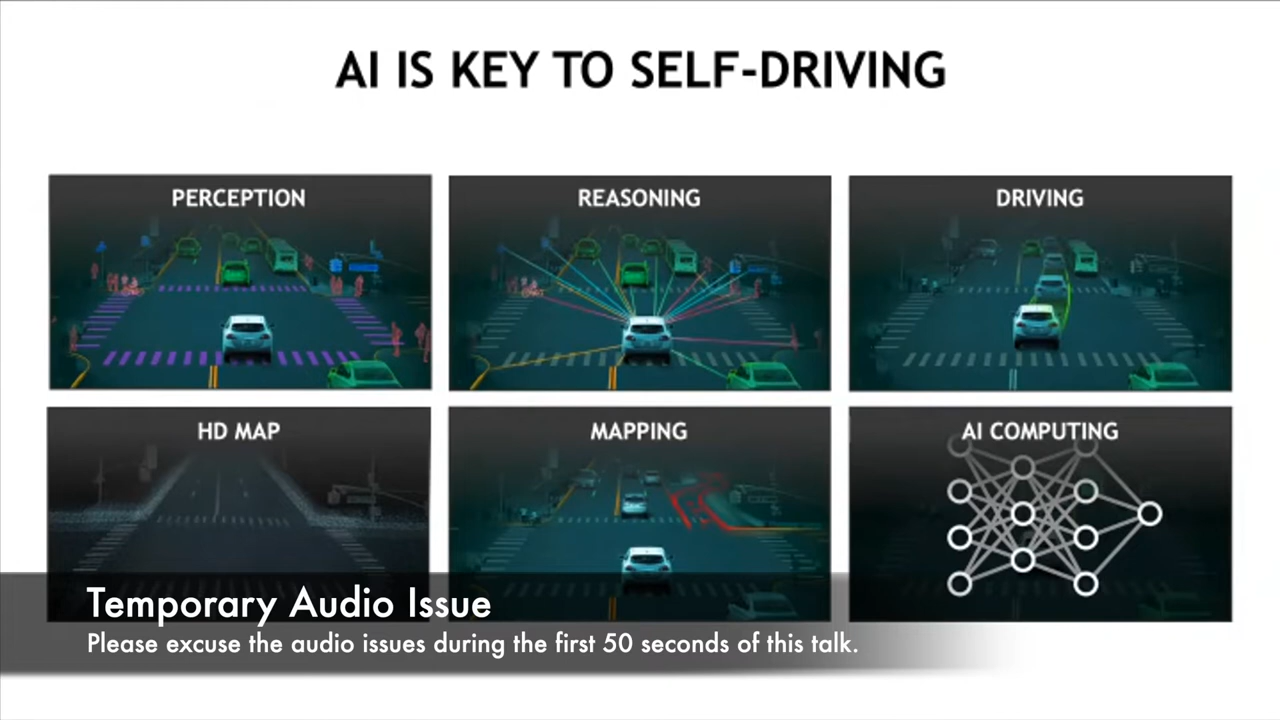 AI IS KEY TO SELF-DRIVING
PERCEPTION
REASONING
DRIVING
HD MAP
MAPPING
AI COMPUTING
Temporary Audio Issue
Please excuse the audio issues during the first 50 seconds of this talk.